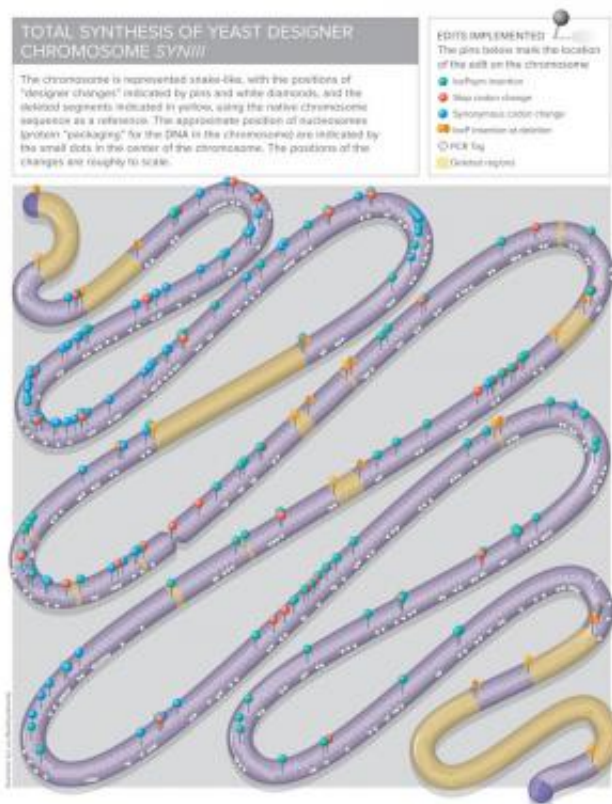 TOTAL SYNTHESIS OF YEAST DESIGNER
CHROMOSOME SYNIII
The chromosome is represented snake-like, with the positions of
"designer changes" indicated by pins and white diamonds, and the
deleted segments indicated in yellow, using the native chromosome
sequence as a reference. The approximate position of nucleosomes
(protein "packaging" for the DNA in the chromosome) are indicated by
the small dots in the center of the chromosome. The positions of the
changes are roughly to scale.
EDITS IMPLEMENTED
The pins below mark the location
of the edit on the chromosome
loxPsym insertion
Stop codon change
Synonymous codon change
loxP insertion at deletion
PCR Tag
Deleted regions